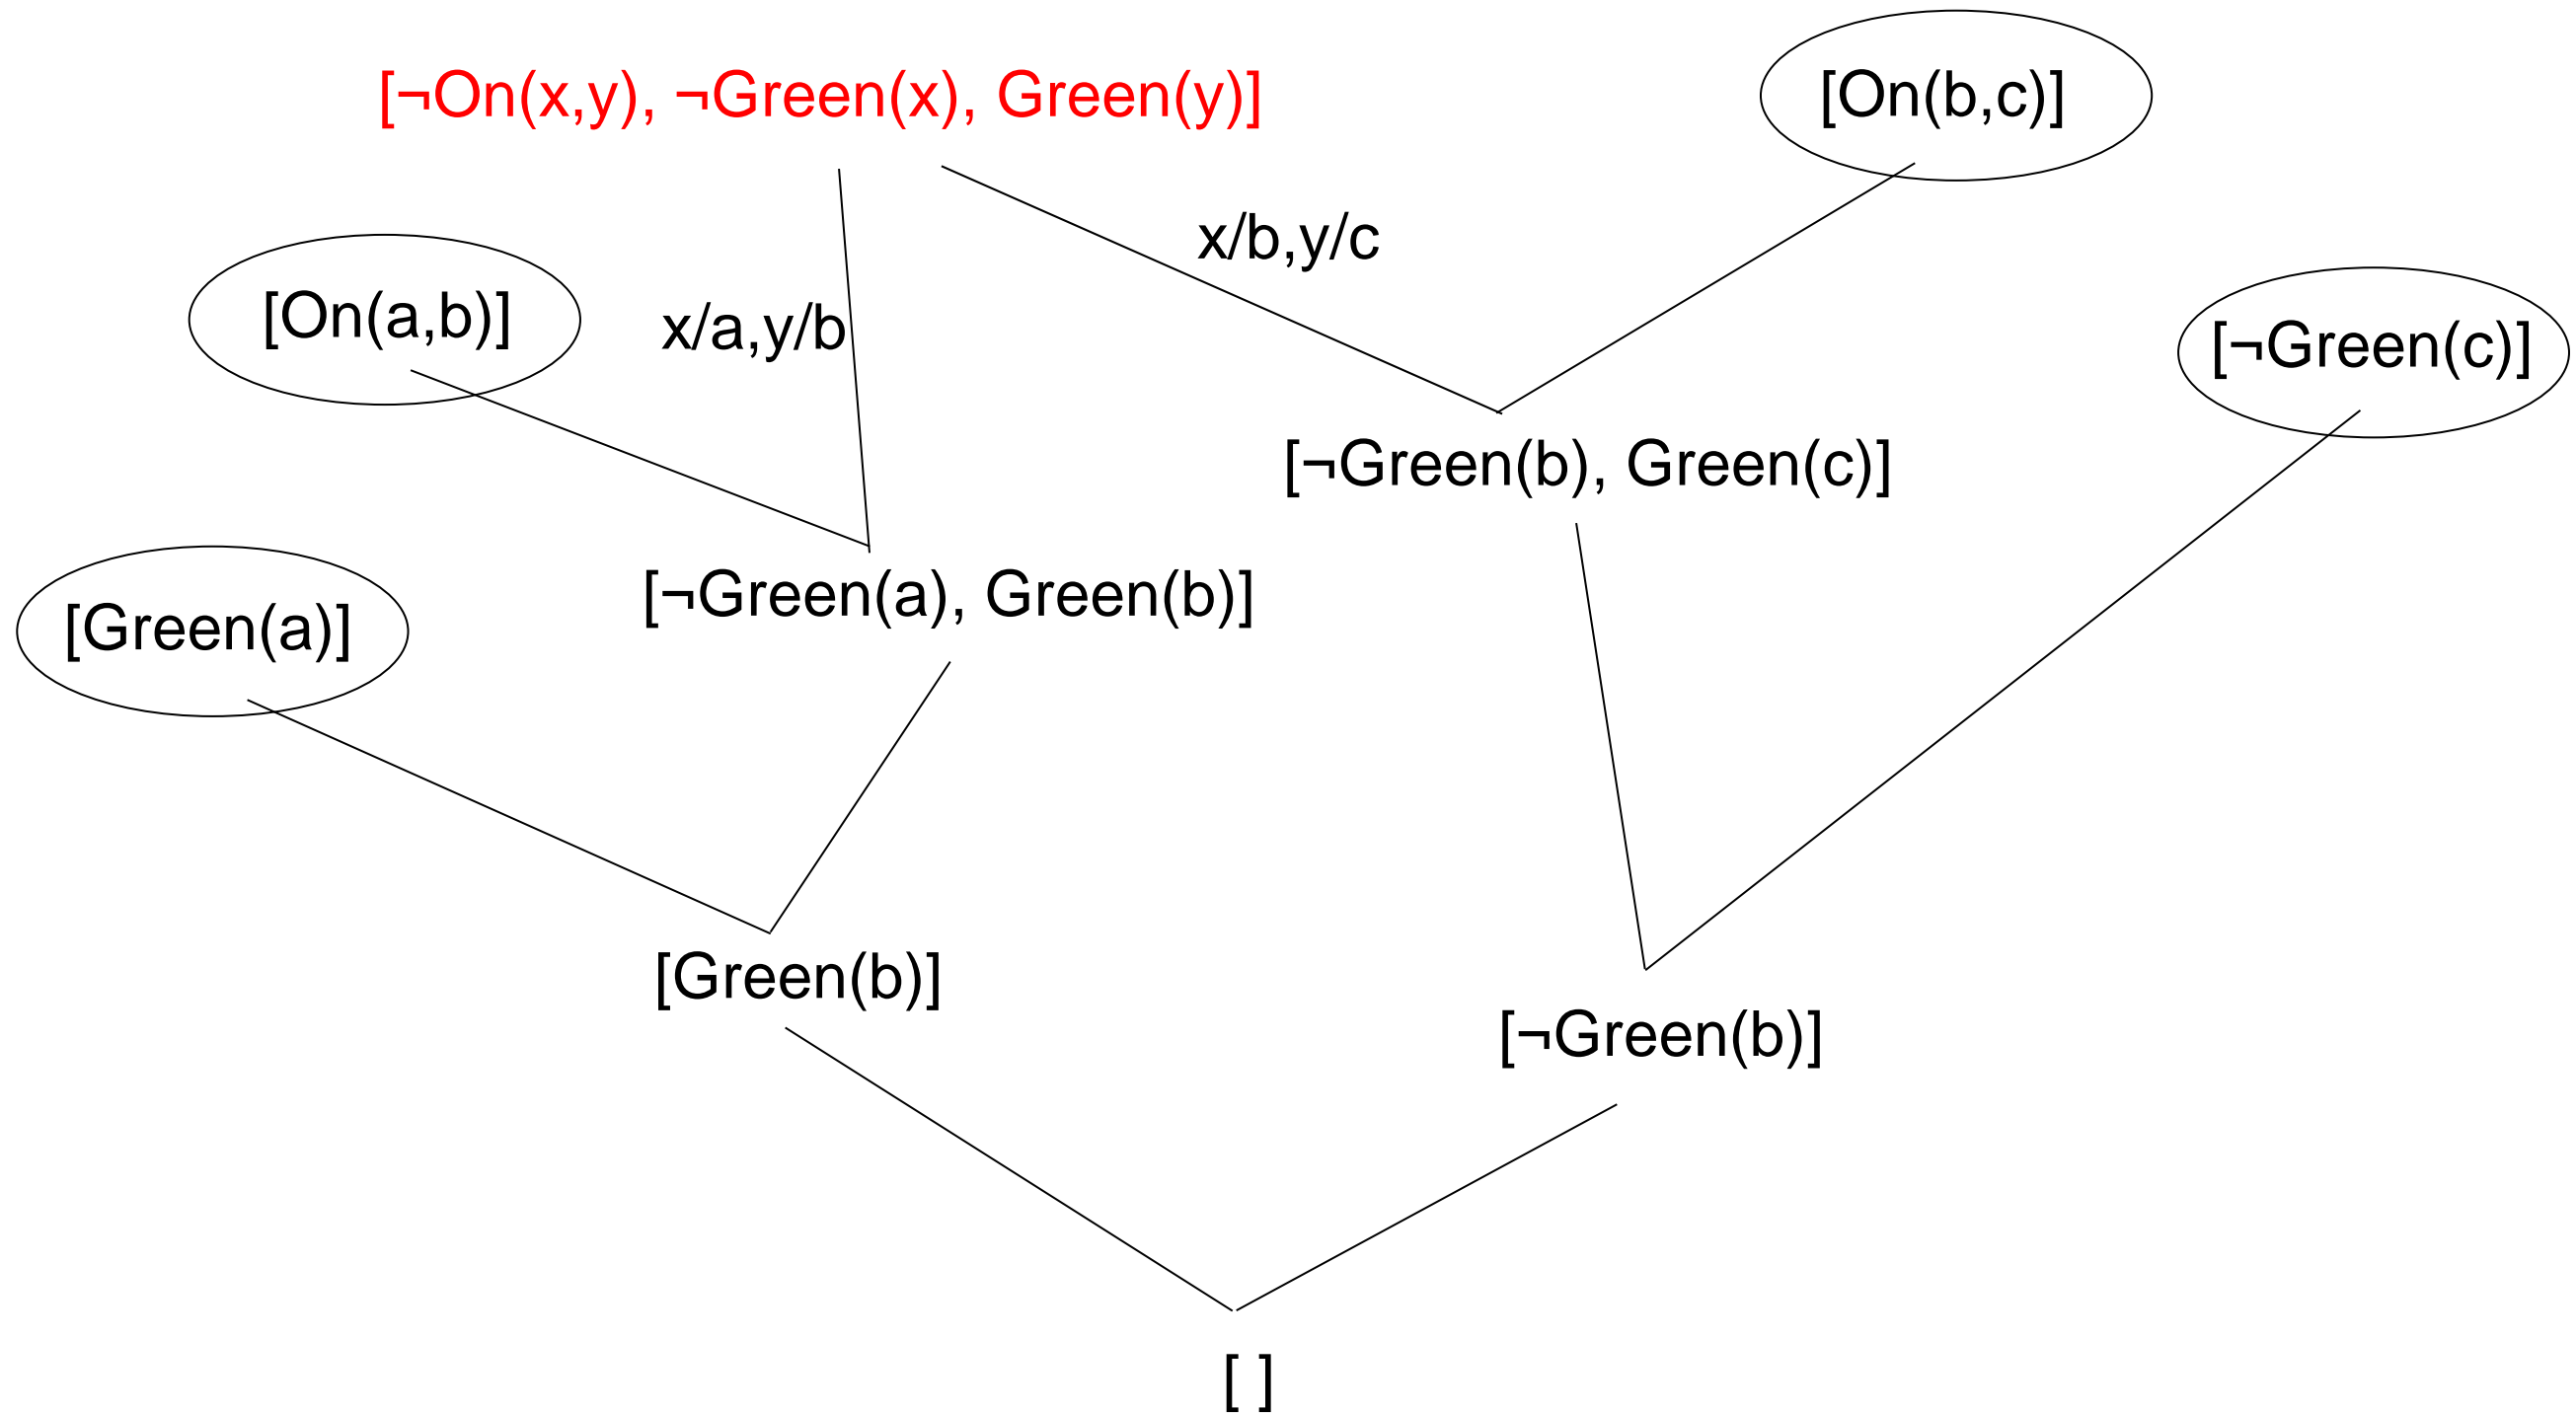 [¬On(x,y), ¬Green(x), Green(y)]
[On(b,c)]
x/b,y/c
[On(a,b)]
x/a,y/b
[¬Green(c)]
[¬Green(b), Green(c)]
[¬Green(a), Green(b)]
[Green(a)]
[Green(b)]
[¬Green(b)]
[ ]